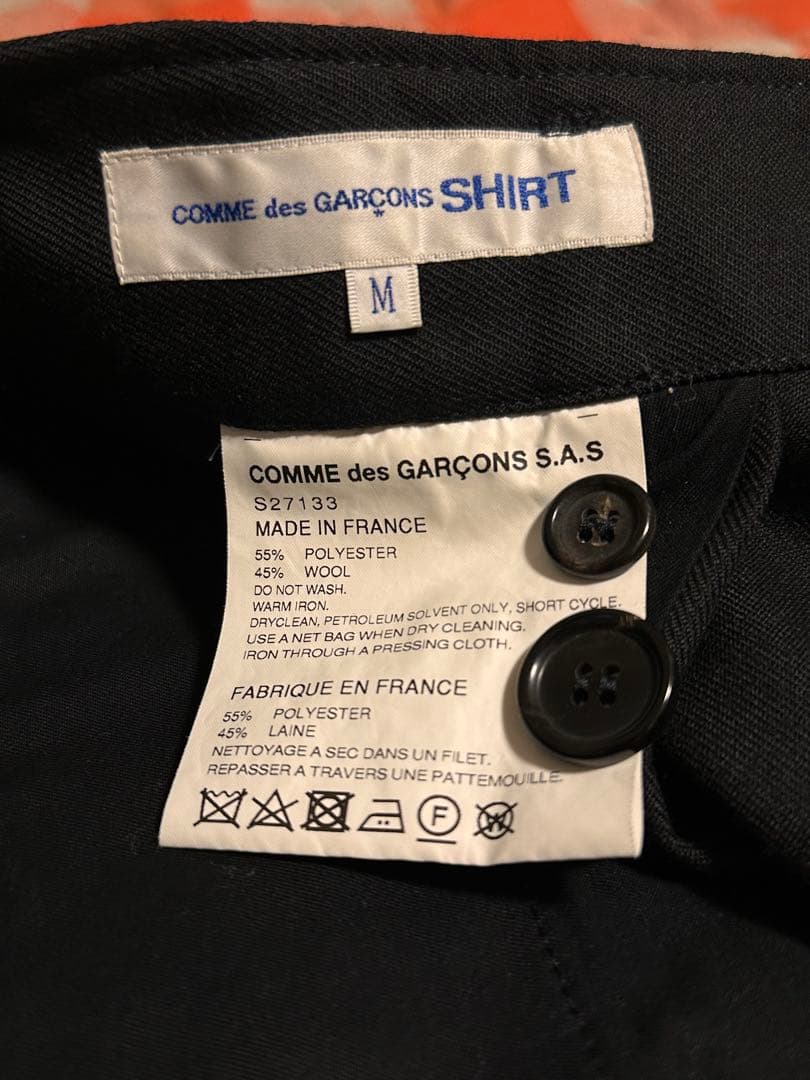 COMME des GARÇONS SHIRT
M
COMME des GARÇONS S.A.S
S27133
MADE IN FRANCE
55% POLYESTER
45% WOOL
DO NOT WASH.
WARM IRON.
DRYCLEAN, PETROLEUM SOLVENT ONLY, SHORT CYCLE.
USE A NET BAG WHEN DRY CLEANING.
IRON THROUGH A PRESSING CLOTH.
FABRIQUE EN FRANCE
55% POLYESTER
45% LAINE
NETTOYAGE A SEC DANS UN FILET.
REPASSER A TRAVERS UNE PATTEMOUILLE.
F W